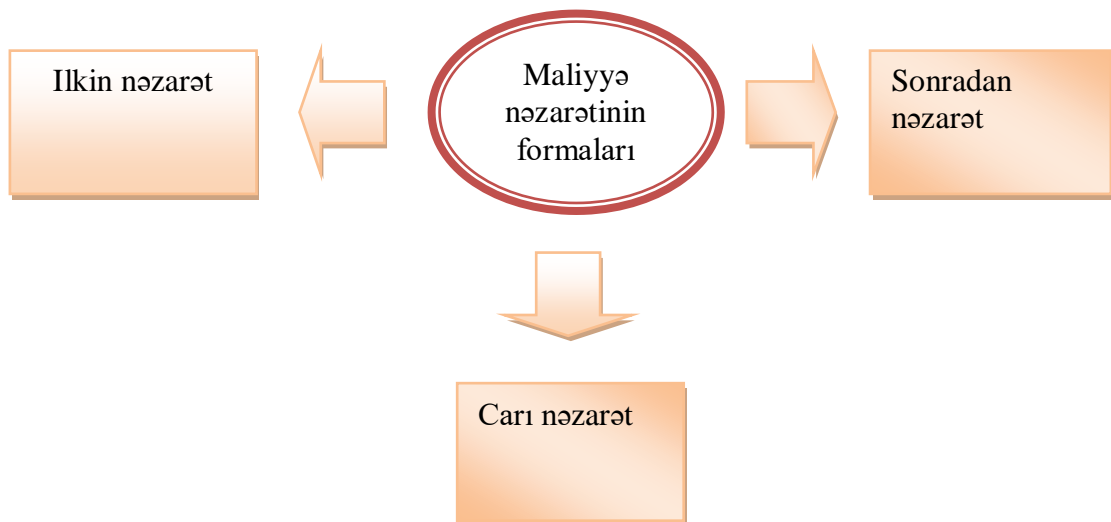 Ilkin nəzarət
Maliyyə
nəzarətinin
formaları
Sonradan
nəzarət
Carı nəzarət